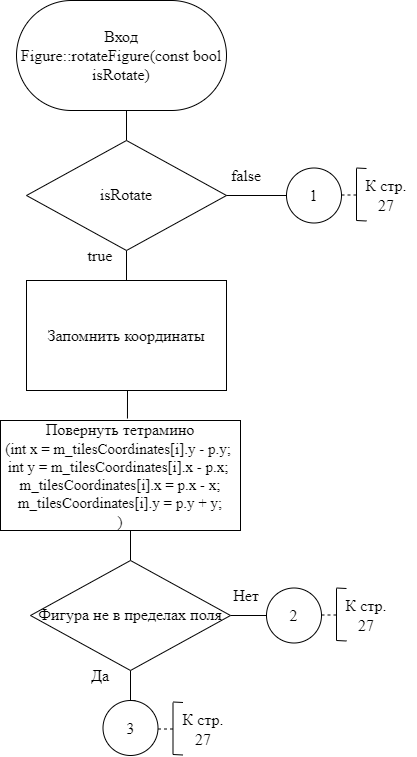 Вход
Figure::rotateFigure(const bool
isRotate)
isRotate
false
1
К стр.
27
true
Запомнить координаты
Повернуть тетрамино
(int x = m_tilesCoordinates[i].y - p.y;
int y = m_tilesCoordinates[i].x - p.x;
m_tilesCoordinates[i].x = p.x - x;
m_tilesCoordinates[i].y = p.y + y;
)
Фигура не в пределах поля
Нет
2
К стр.
27
Да
3
К стр.
27